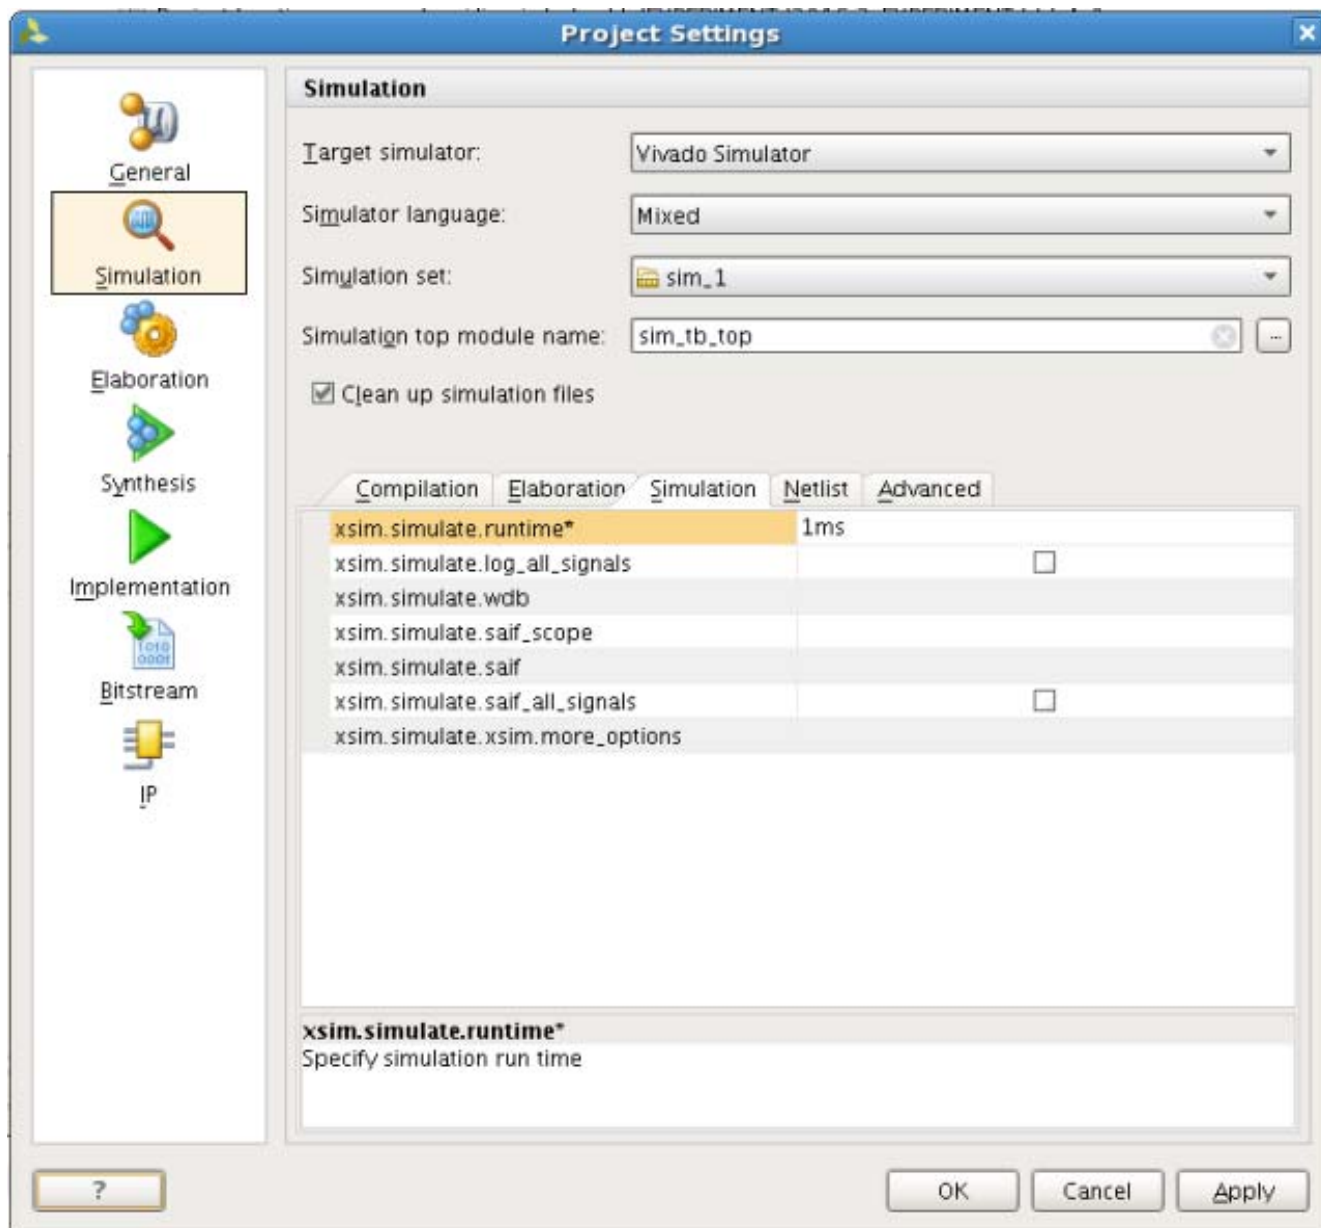 Project Settings
General
Simulation
Elaboration
Synthesis
Implementation
Bitstream
IP
Simulation
Target simulator: Vivado Simulator
Simulator language: Mixed
Simulation set: sim_1
Simulation top module name: sim_tb_top ...
Clean up simulation files
Compilation Elaboration Simulation Netlist Advanced
xsim.simulate.runtime* 1ms
xsim.simulate.log_all_signals
xsim.simulate.wdb
xsim.simulate.saif_scope
xsim.simulate.saif
xsim.simulate.saif_all_signals
xsim.simulate.xsim.more_options
xsim.simulate.runtime*
Specify simulation run time
? OK Cancel Apply